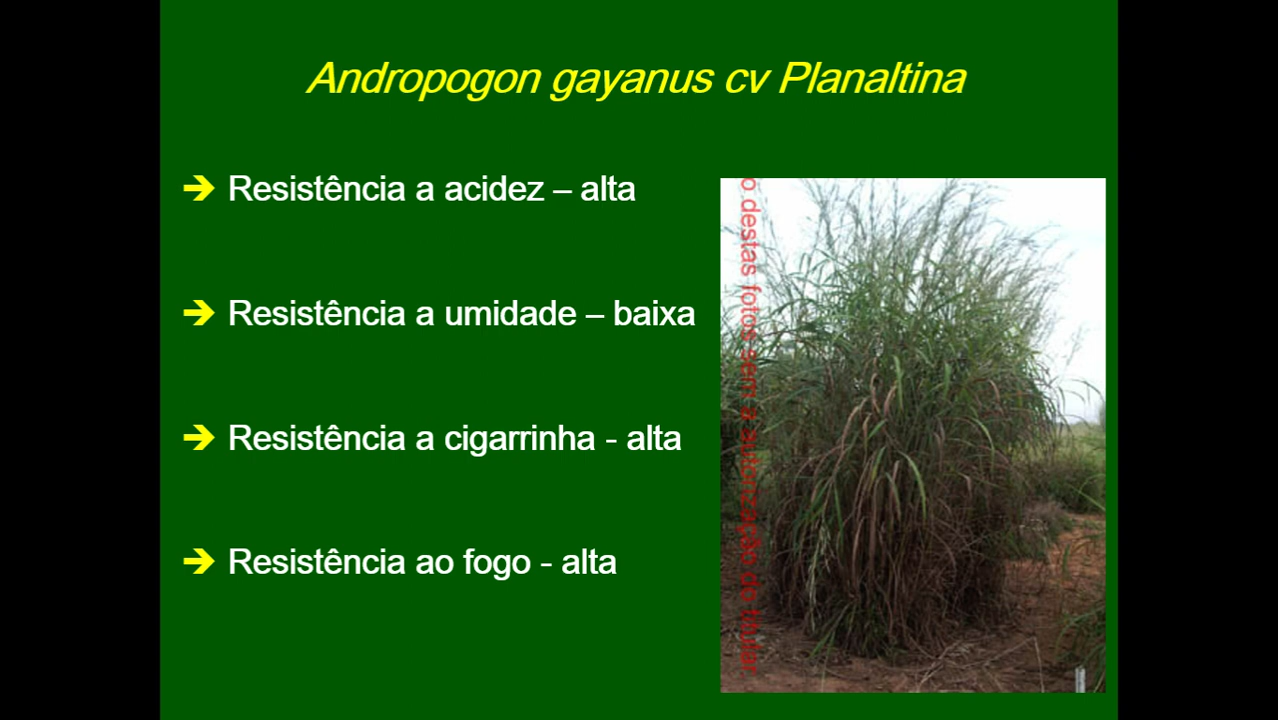 Andropogon gayanus cv Planaltina
➔ Resistência a acidez – alta
➔ Resistência a umidade – baixa
➔ Resistência a cigarrinha - alta
➔ Resistência ao fogo - alta
o destas fotos sem a autorização do titular